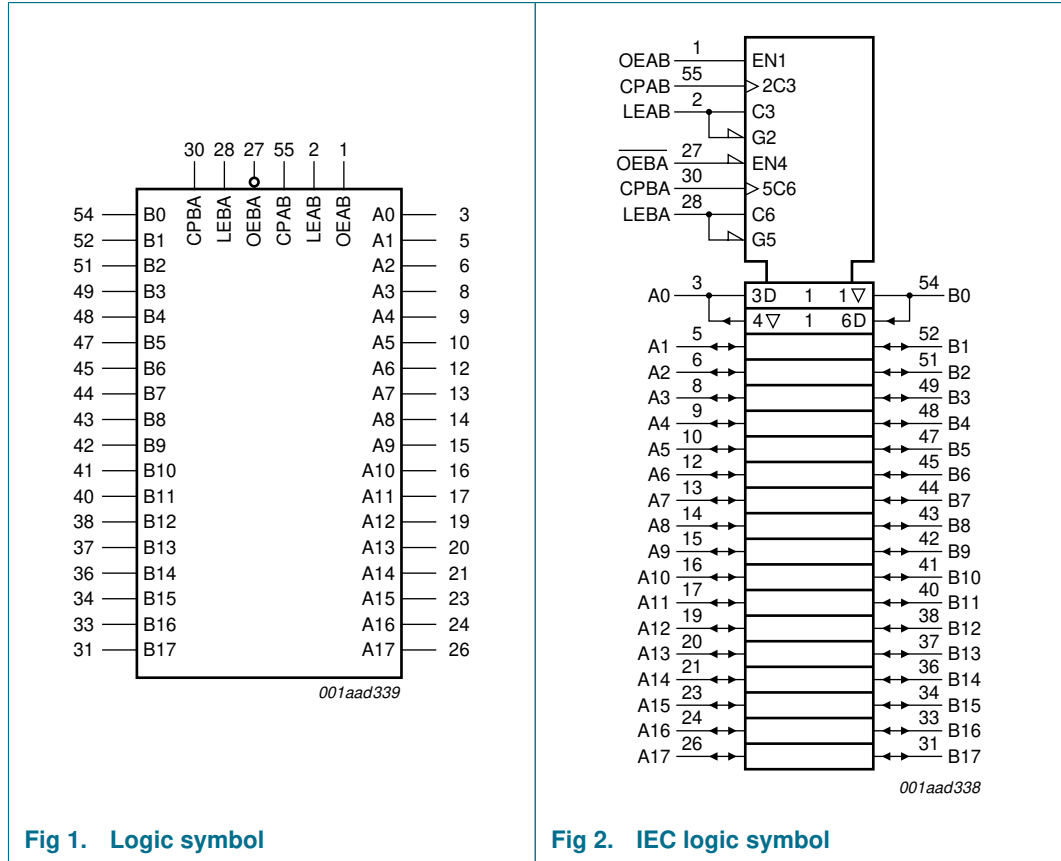 30 28 27 55 2 1
CPBA LEBA OEBA CPAB LEAB OEAB
54 B0 A0 3
52 B1 A1 5
51 B2 A2 6
49 B3 A3 8
48 B4 A4 9
47 B5 A5 10
45 B6 A6 12
44 B7 A7 13
43 B8 A8 14
42 B9 A9 15
41 B10 A10 16
40 B11 A11 17
38 B12 A12 19
37 B13 A13 20
36 B14 A14 21
34 B15 A15 23
33 B16 A16 24
31 B17 A17 26
001aad339
Fig 1. Logic symbol
OEAB 1 EN1
CPAB 55 2C3
LEAB 2 C3
G2
OEBA 27 EN4
CPBA 30 5C6
LEBA 28 C6
G5
A0 3 3D 1 1▽ 54 B0
4▽ 1 6D
A1 5 52 B1
A2 6 51 B2
A3 8 49 B3
A4 9 48 B4
A5 10 47 B5
A6 12 45 B6
A7 13 44 B7
A8 14 43 B8
A9 15 42 B9
A10 16 41 B10
A11 17 40 B11
A12 19 38 B12
A13 20 37 B13
A14 21 36 B14
A15 23 34 B15
A16 24 33 B16
A17 26 31 B17
001aad338
Fig 2. IEC logic symbol